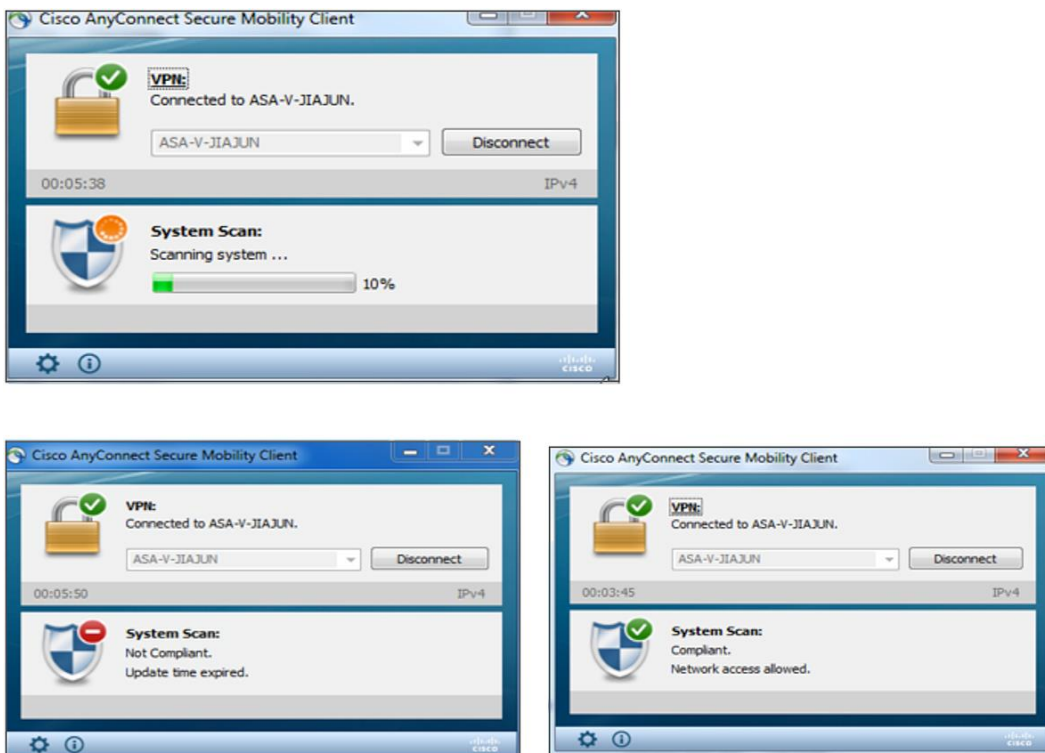 Cisco AnyConnect Secure Mobility Client
VPN:
Connected to ASA-V-JIAJUN.
ASA-V-JIAJUN
Disconnect
00:05:38
IPv4
System Scan:
Scanning system ...
10%
CISCO
Cisco AnyConnect Secure Mobility Client
VPN:
Connected to ASA-V-JIAJUN.
ASA-V-JIAJUN
Disconnect
00:05:50
IPv4
System Scan:
Not Compliant.
Update time expired.
CISCO
Cisco AnyConnect Secure Mobility Client
VPN:
Connected to ASA-V-JIAJUN.
ASA-V-JIAJUN
Disconnect
00:03:45
IPv4
System Scan:
Compliant.
Network access allowed.
CISCO